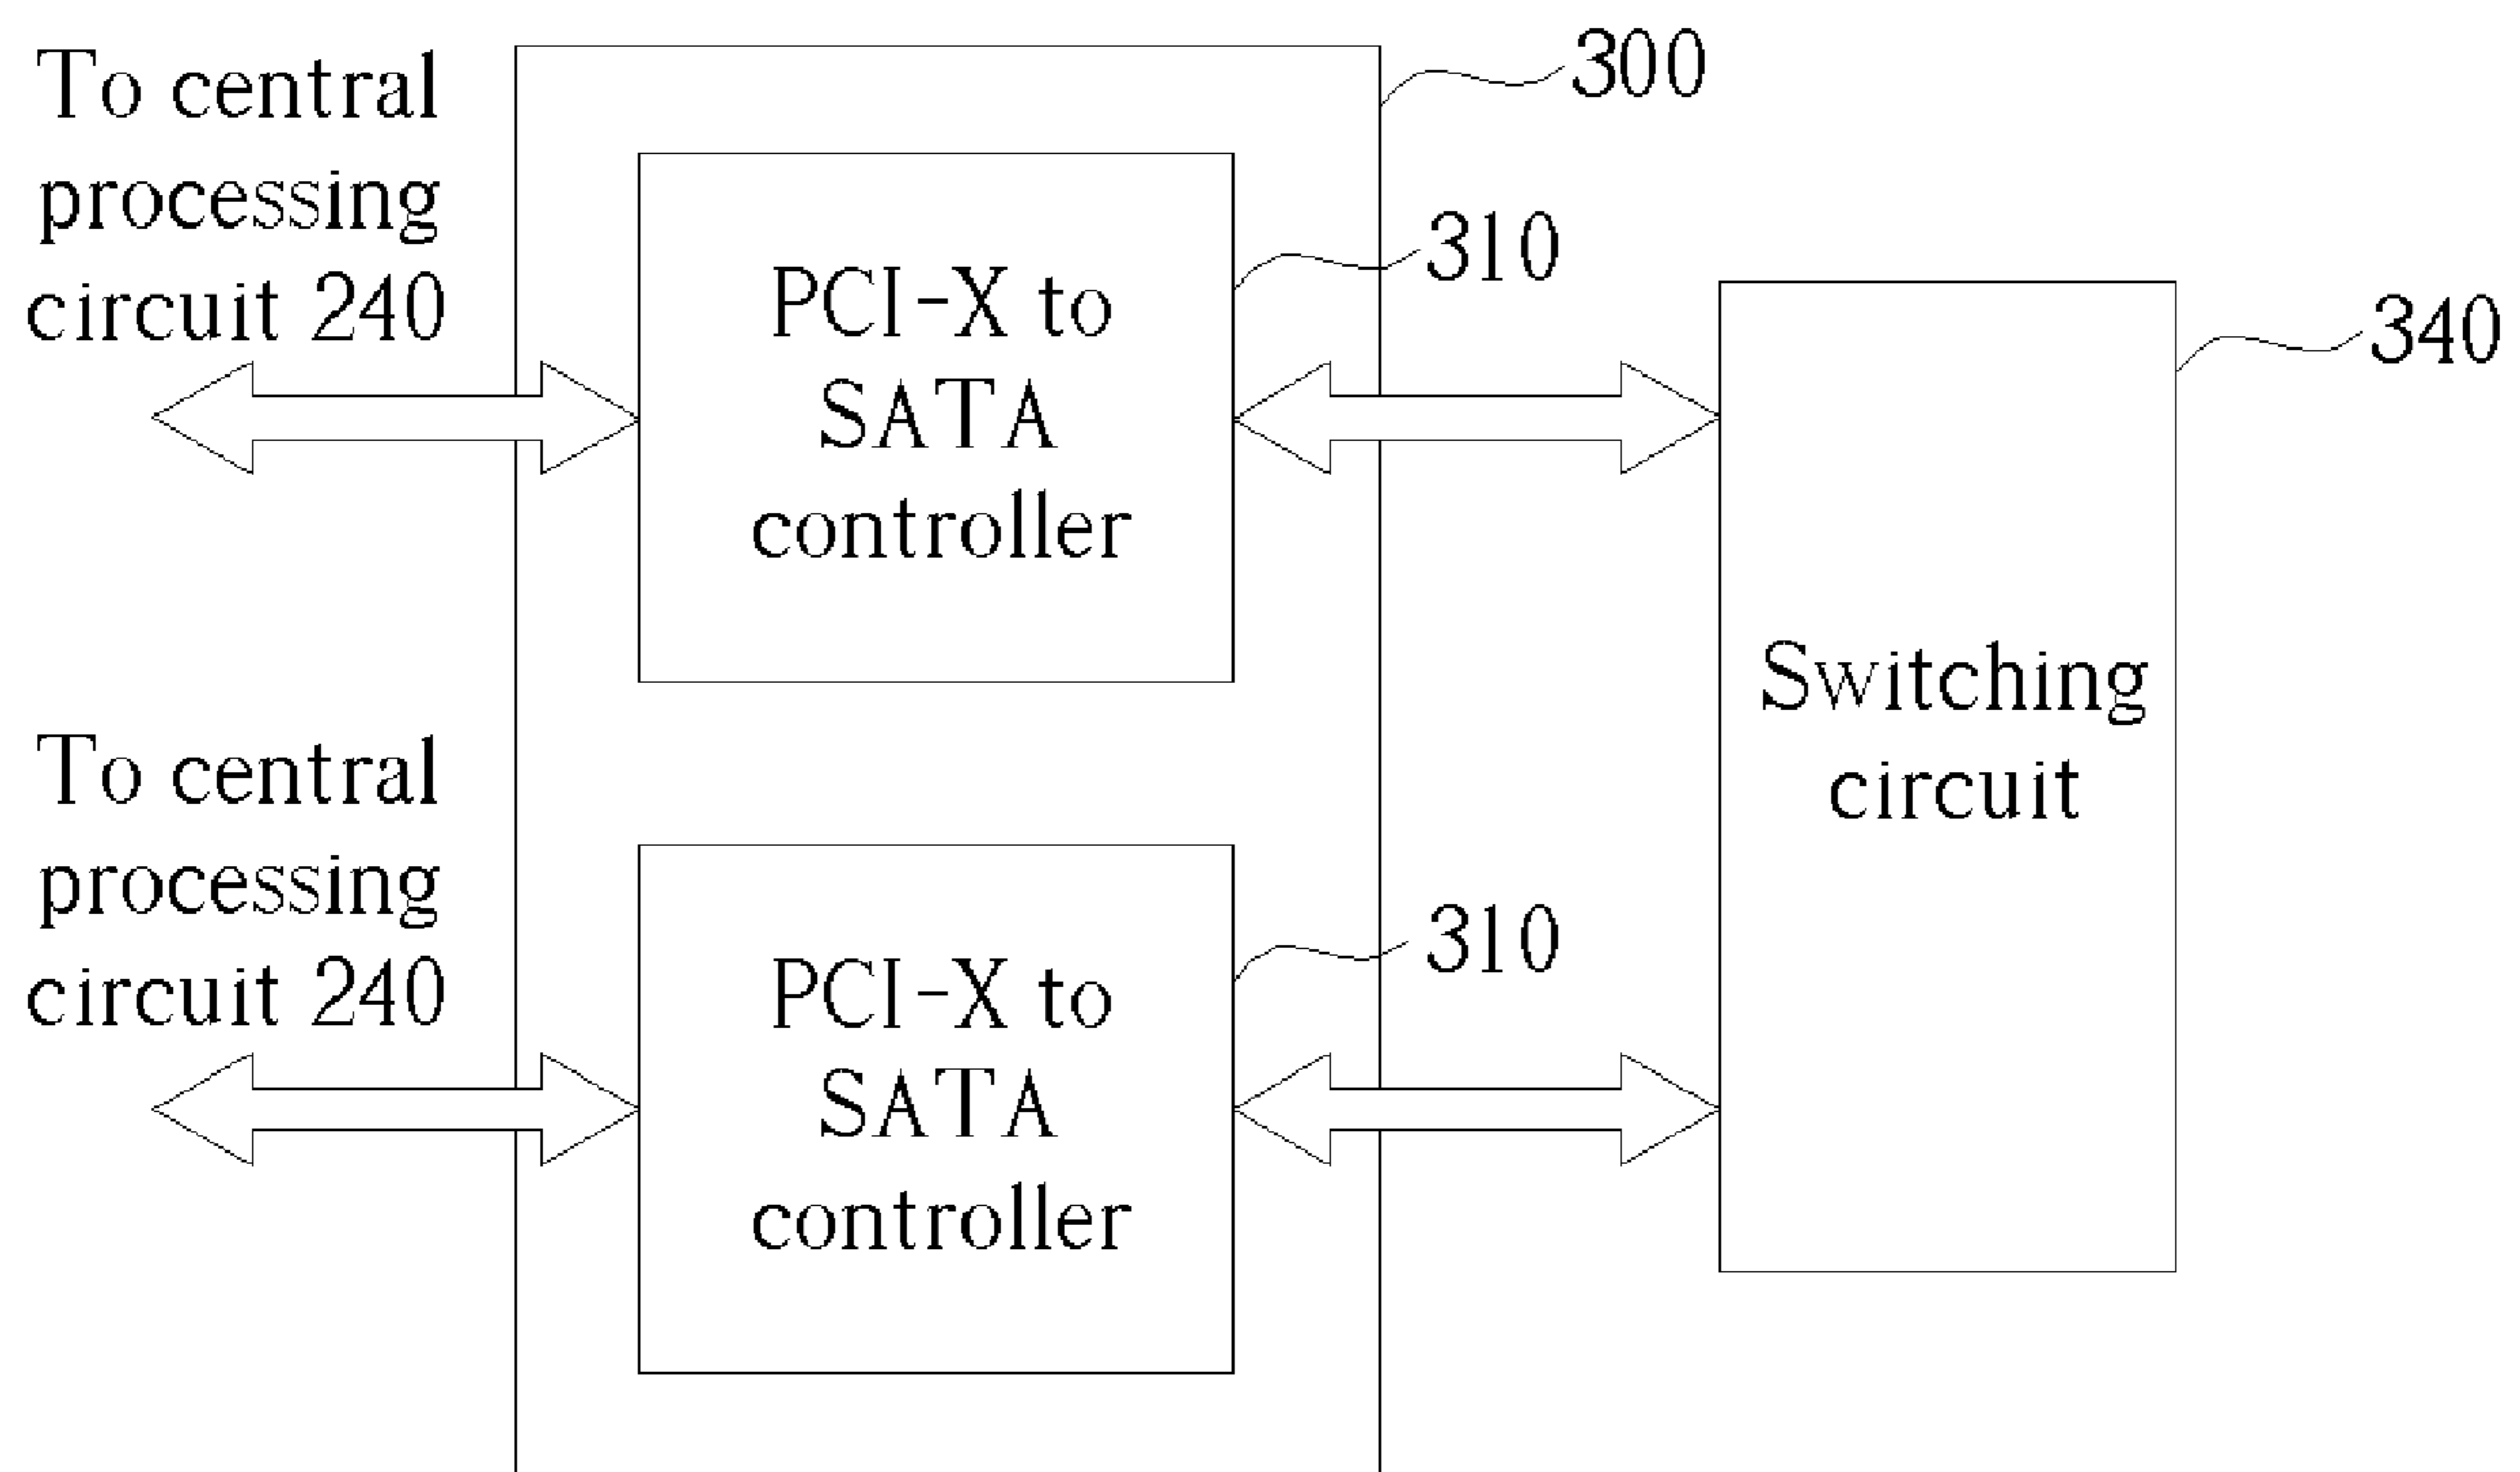 To central
processing
circuit 240
300
310
PCI-X to
SATA
controller
340
Switching
circuit
To central
processing
circuit 240
310
PCI-X to
SATA
controller